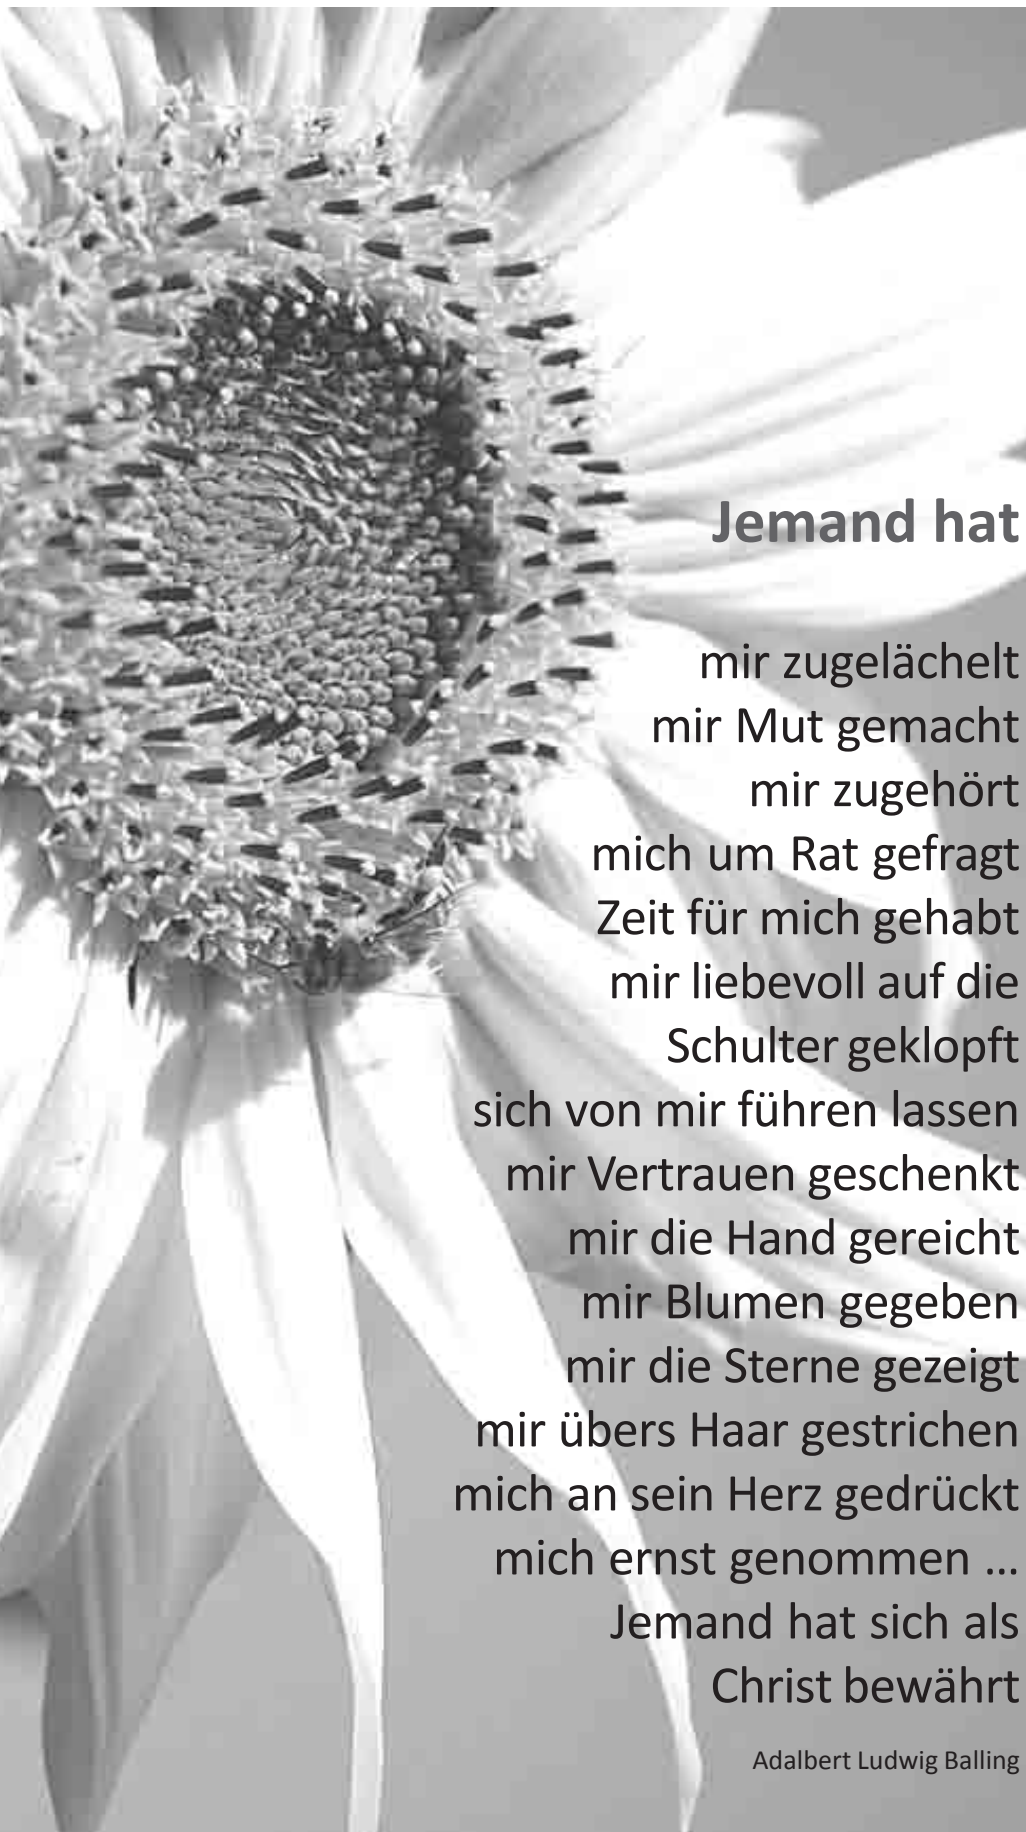 Jemand hat
mir zugelächelt
mir Mut gemacht
mir zugehört
mich um Rat gefragt
Zeit für mich gehabt
mir liebevoll auf die
Schulter geklopft
sich von mir führen lassen
mir Vertrauen geschenkt
mir die Hand gereicht
mir Blumen gegeben
mir die Sterne gezeigt
mir übers Haar gestrichen
mich an sein Herz gedrückt
mich ernst genommen ...
Jemand hat sich als
Christ bewährt
Adalbert Ludwig Balling